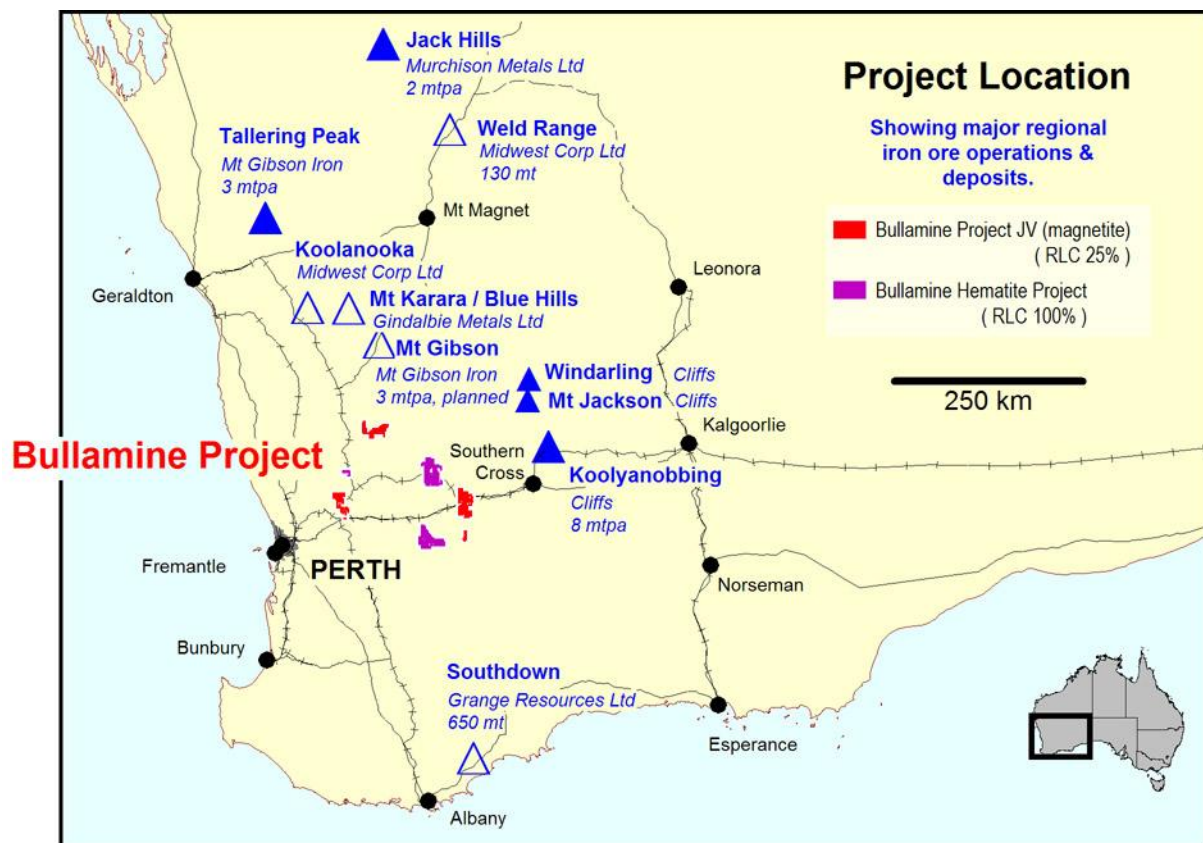 Jack Hills
Murchison Metals Ltd
2 mtpa
Project Location
Showing major regional
iron ore operations &
deposits.
Tallering Peak
Mt Gibson Iron
3 mtpa
Weld Range
Midwest Corp Ltd
130 mt
Mt Magnet
Bullamine Project JV (magnetite)
( RLC 25% )
Koolanooka
Midwest Corp Ltd
Leonora
Geraldton
Bullamine Hematite Project
( RLC 100% )
Mt Karara / Blue Hills
Gindalbie Metals Ltd
Mt Gibson
Mt Gibson Iron
3 mtpa, planned
Windarling Cliffs
Mt Jackson Cliffs
250 km
Kalgoorlie
Bullamine Project
Southern
Cross
Koolyanobbing
Cliffs
8 mtpa
Fremantle
PERTH
Norseman
Bunbury
Southdown
Grange Resources Ltd
650 mt
Esperance
Albany